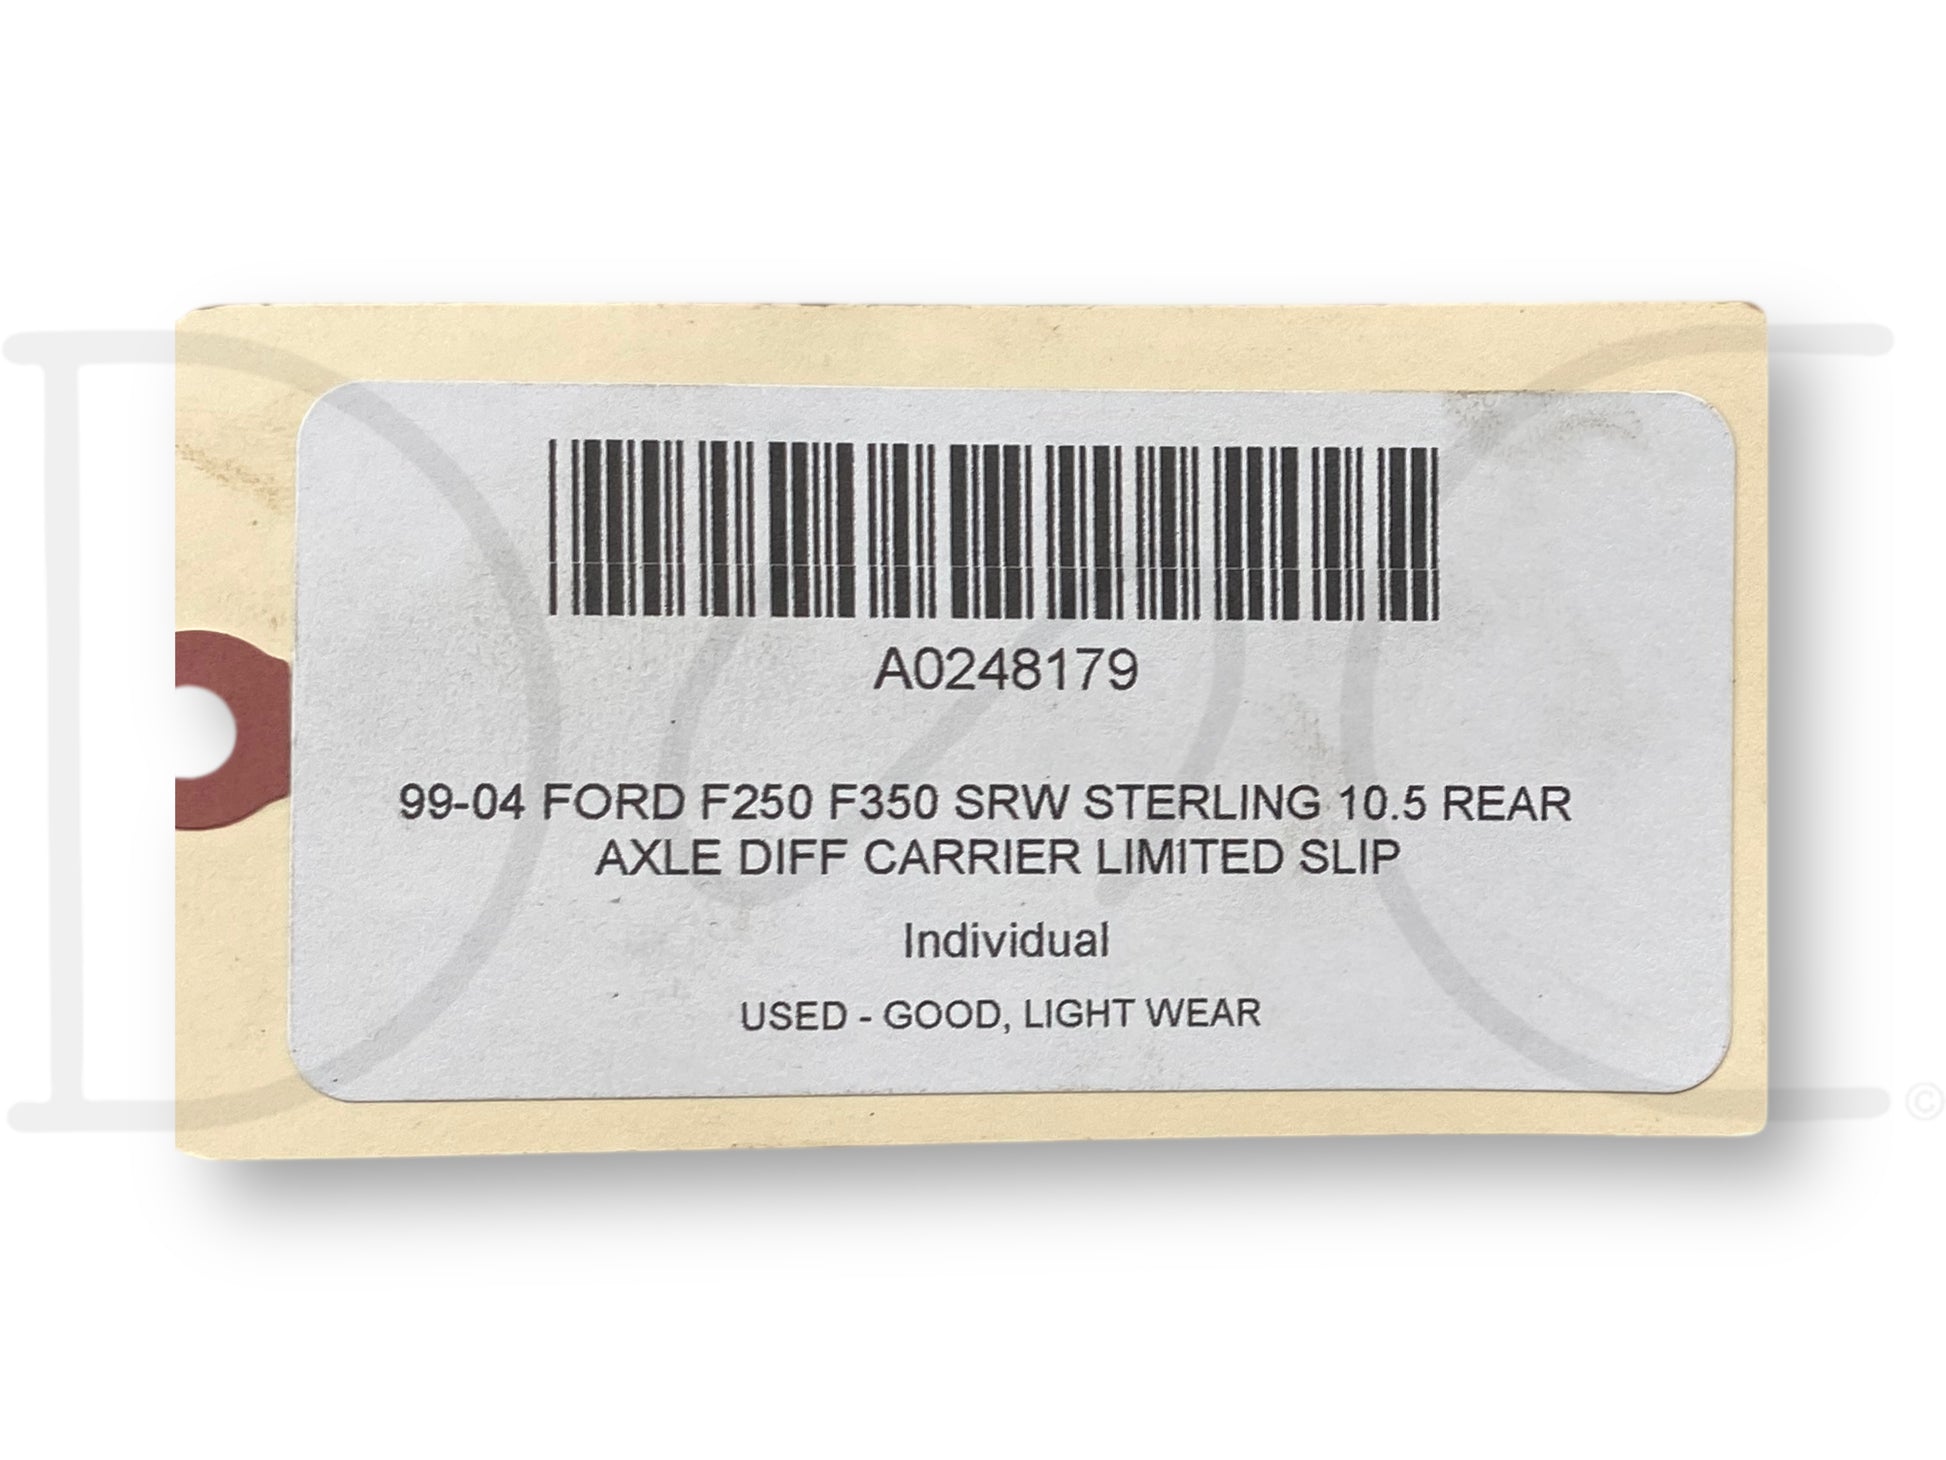 A0248179
99-04 FORD F250 F350 SRW STERLING 10.5 REAR
AXLE DIFF CARRIER LIMITED SLIP
Individual
USED - GOOD, LIGHT WEAR
©